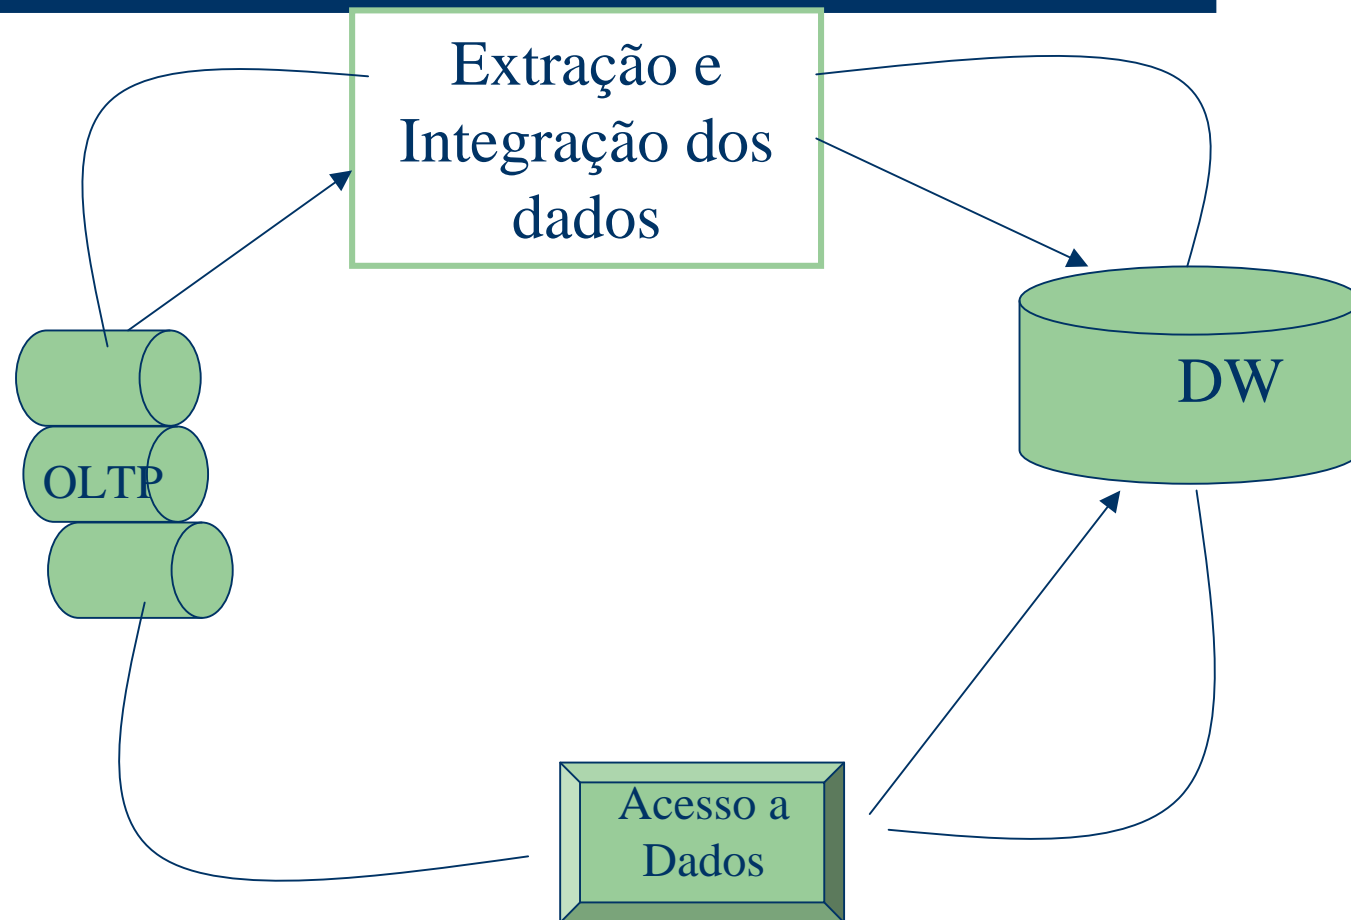 Extração e
Integração dos
dados
DW
OLTP
Acesso a
Dados